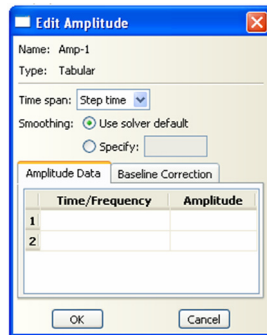 Edit Amplitude
Name: Amp-1
Type: Tabular
Time span: Step time
Smoothing: Use solver default
Specify:
Amplitude Data Baseline Correction
Time/Frequency Amplitude
1
2
OK Cancel